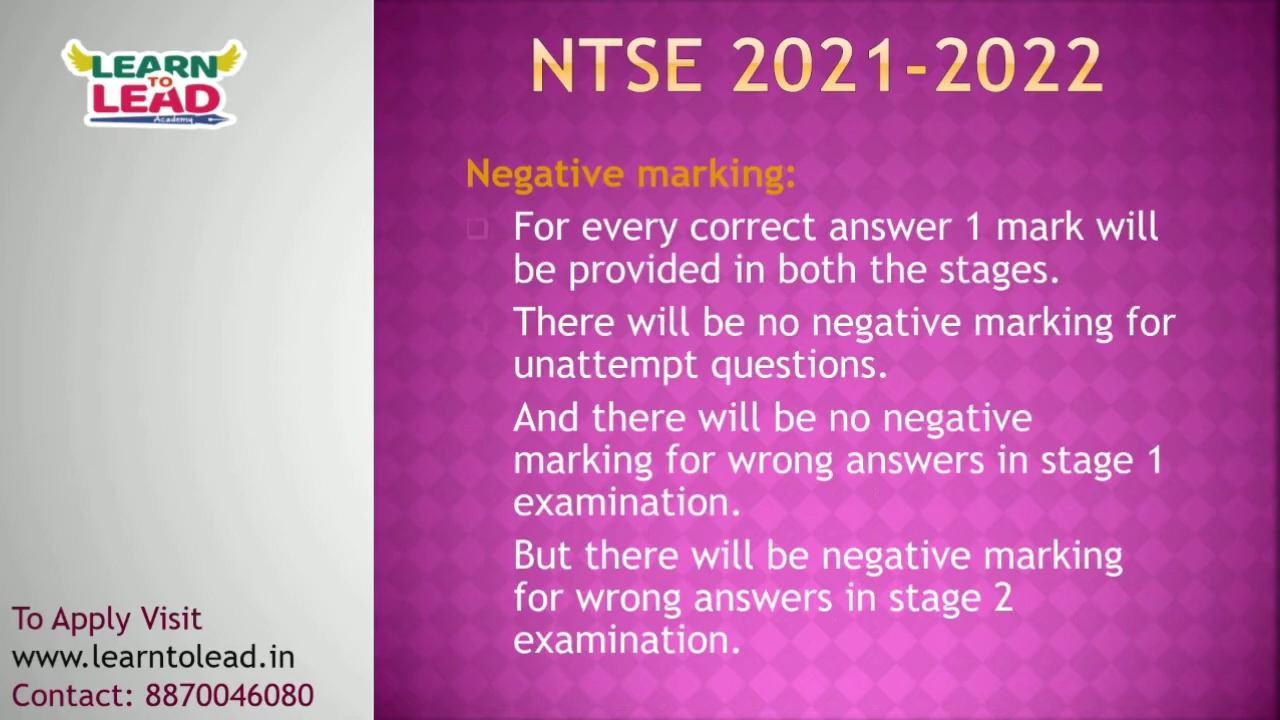 LEARN
TO
LEAD
Academy
NTSE 2021-2022
Negative marking:
For every correct answer 1 mark will
be provided in both the stages.
There will be no negative marking for
unattempt questions.
And there will be no negative
marking for wrong answers in stage 1
examination.
But there will be negative marking
for wrong answers in stage 2
examination.
To Apply Visit
www.learntolead.in
Contact: 8870046080